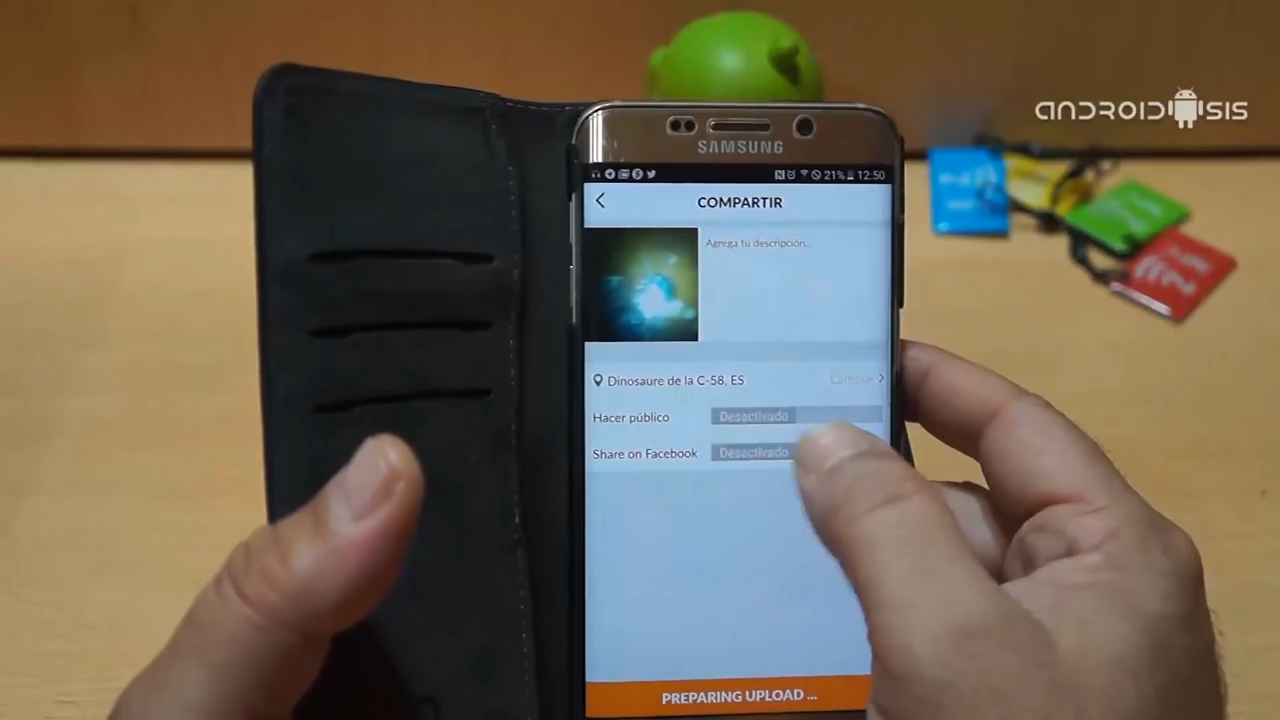 ANDROIDSIS
SAMSUNG
21% 12:50
COMPARTIR
Agrega tu descripción...
Dinosaure de la C-58, ES
Cambiar
Hacer público
Desactivado
Share on Facebook
Desactivado
PREPARING UPLOAD ...